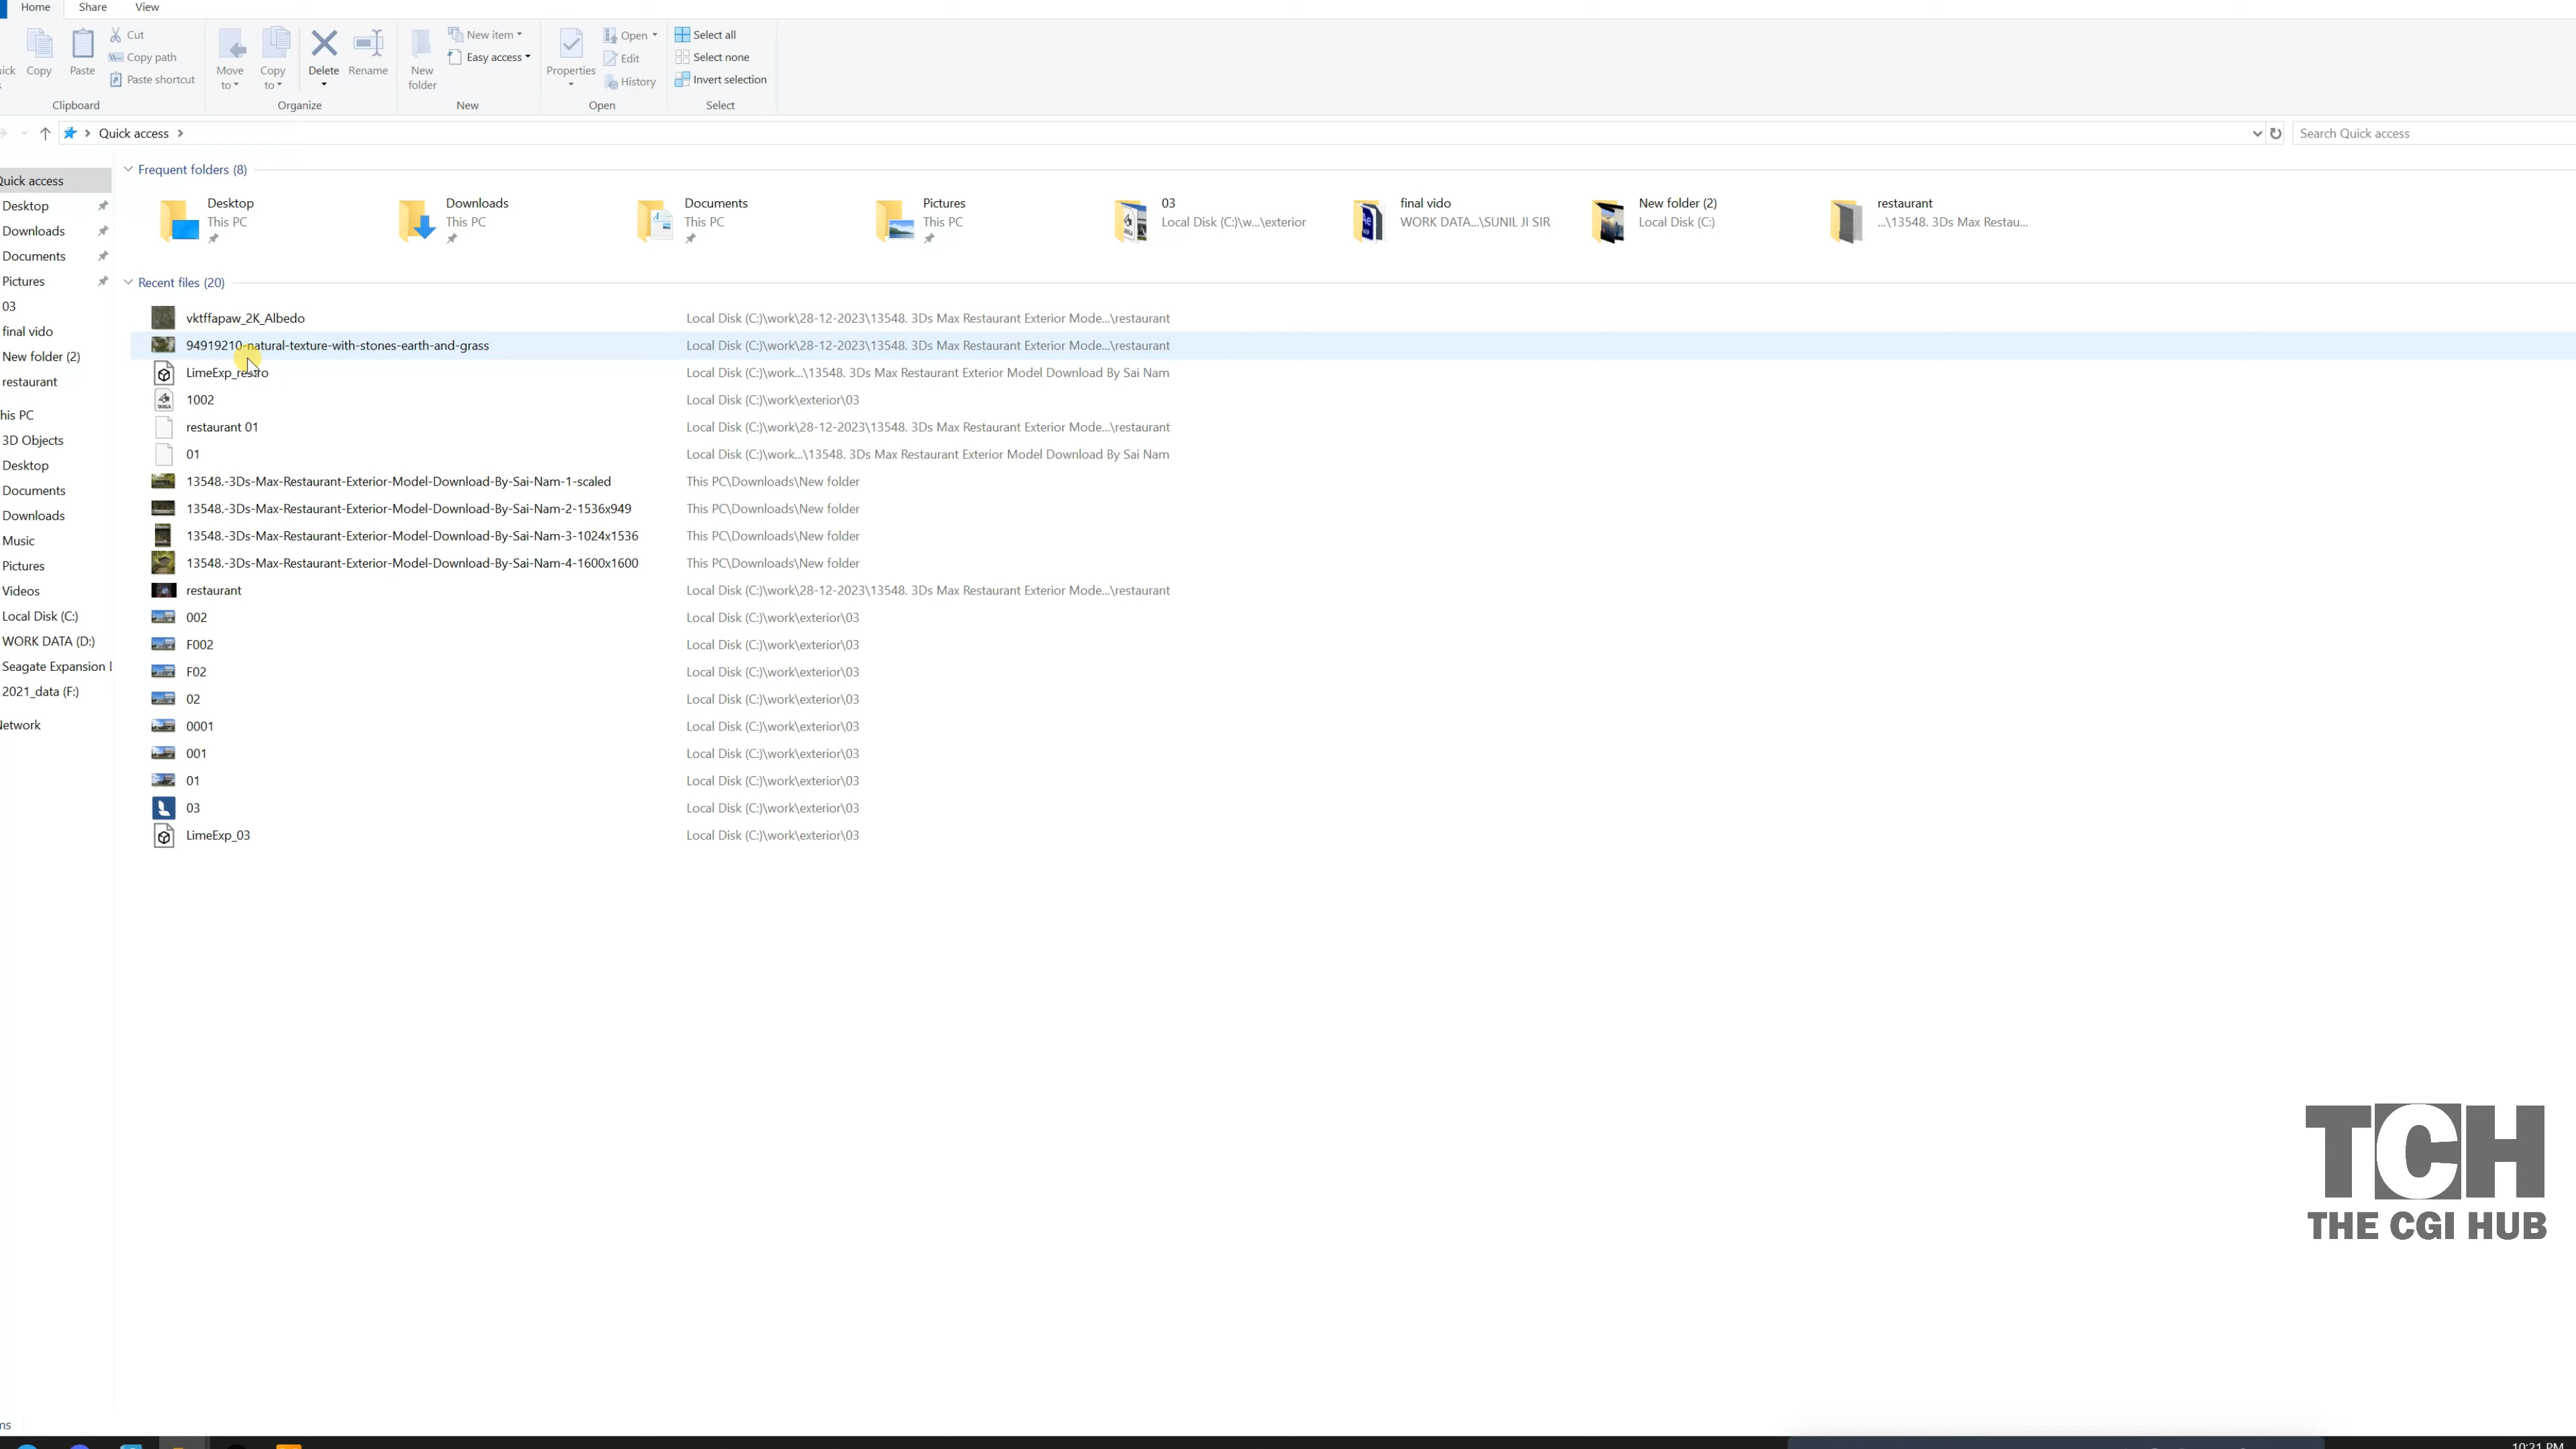 Home Share View
Copy
Paste
Cut
Copy path
Paste shortcut
Move to
Copy to
Delete
Rename
New folder
New item
Easy access
Properties
Open
Edit
History
Select all
Select none
Invert selection
Clipboard Organize New Open Select
Quick access
Search Quick access
Quick access
Desktop
Downloads
Documents
Pictures
03
final vido
New folder (2)
restaurant
his PC
3D Objects
Desktop
Documents
Downloads
Music
Pictures
Videos
Local Disk (C:)
WORK DATA (D:)
Seagate Expansion
2021_data (F:)
Network
Frequent folders (8)
Desktop
This PC
Downloads
This PC
Documents
This PC
Pictures
This PC
03
Local Disk (C:)\w...\exterior
final vido
WORK DATA...\SUNIL JI SIR
New folder (2)
Local Disk (C:)
restaurant
...\13548. 3Ds Max Restau...
Recent files (20)
vktffapaw_2K_Albedo Local Disk (C:)\work\28-12-2023\13548. 3Ds Max Restaurant Exterior Mode...\restaurant
94919210-natural-texture-with-stones-earth-and-grass Local Disk (C:)\work\28-12-2023\13548. 3Ds Max Restaurant Exterior Mode...\restaurant
LimeExp_restro Local Disk (C:)\work...\13548. 3Ds Max Restaurant Exterior Model Download By Sai Nam
1002 Local Disk (C:)\work\exterior\03
restaurant 01 Local Disk (C:)\work\28-12-2023\13548. 3Ds Max Restaurant Exterior Mode...\restaurant
01 Local Disk (C:)\work...\13548. 3Ds Max Restaurant Exterior Model Download By Sai Nam
13548.-3Ds-Max-Restaurant-Exterior-Model-Download-By-Sai-Nam-1-scaled This PC\Downloads\New folder
13548.-3Ds-Max-Restaurant-Exterior-Model-Download-By-Sai-Nam-2-1536x949 This PC\Downloads\New folder
13548.-3Ds-Max-Restaurant-Exterior-Model-Download-By-Sai-Nam-3-1024x1536 This PC\Downloads\New folder
13548.-3Ds-Max-Restaurant-Exterior-Model-Download-By-Sai-Nam-4-1600x1600 This PC\Downloads\New folder
restaurant Local Disk (C:)\work\28-12-2023\13548. 3Ds Max Restaurant Exterior Mode...\restaurant
002 Local Disk (C:)\work\exterior\03
F002 Local Disk (C:)\work\exterior\03
F02 Local Disk (C:)\work\exterior\03
02 Local Disk (C:)\work\exterior\03
0001 Local Disk (C:)\work\exterior\03
001 Local Disk (C:)\work\exterior\03
01 Local Disk (C:)\work\exterior\03
03 Local Disk (C:)\work\exterior\03
LimeExp_03 Local Disk (C:)\work\exterior\03
TCH
THE CGI HUB
10:21 PM